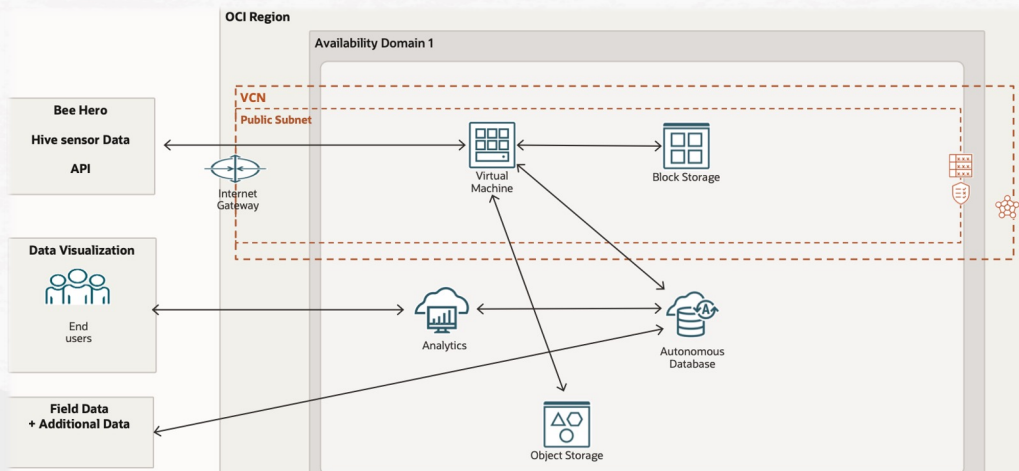 OCI Region
Availability Domain 1
VCN
Public Subnet
Bee Hero
Hive sensor Data
API
Internet
Gateway
Virtual
Machine
Block Storage
Data Visualization
End
users
Analytics
A
Autonomous
Database
Field Data
+ Additional Data
Object Storage